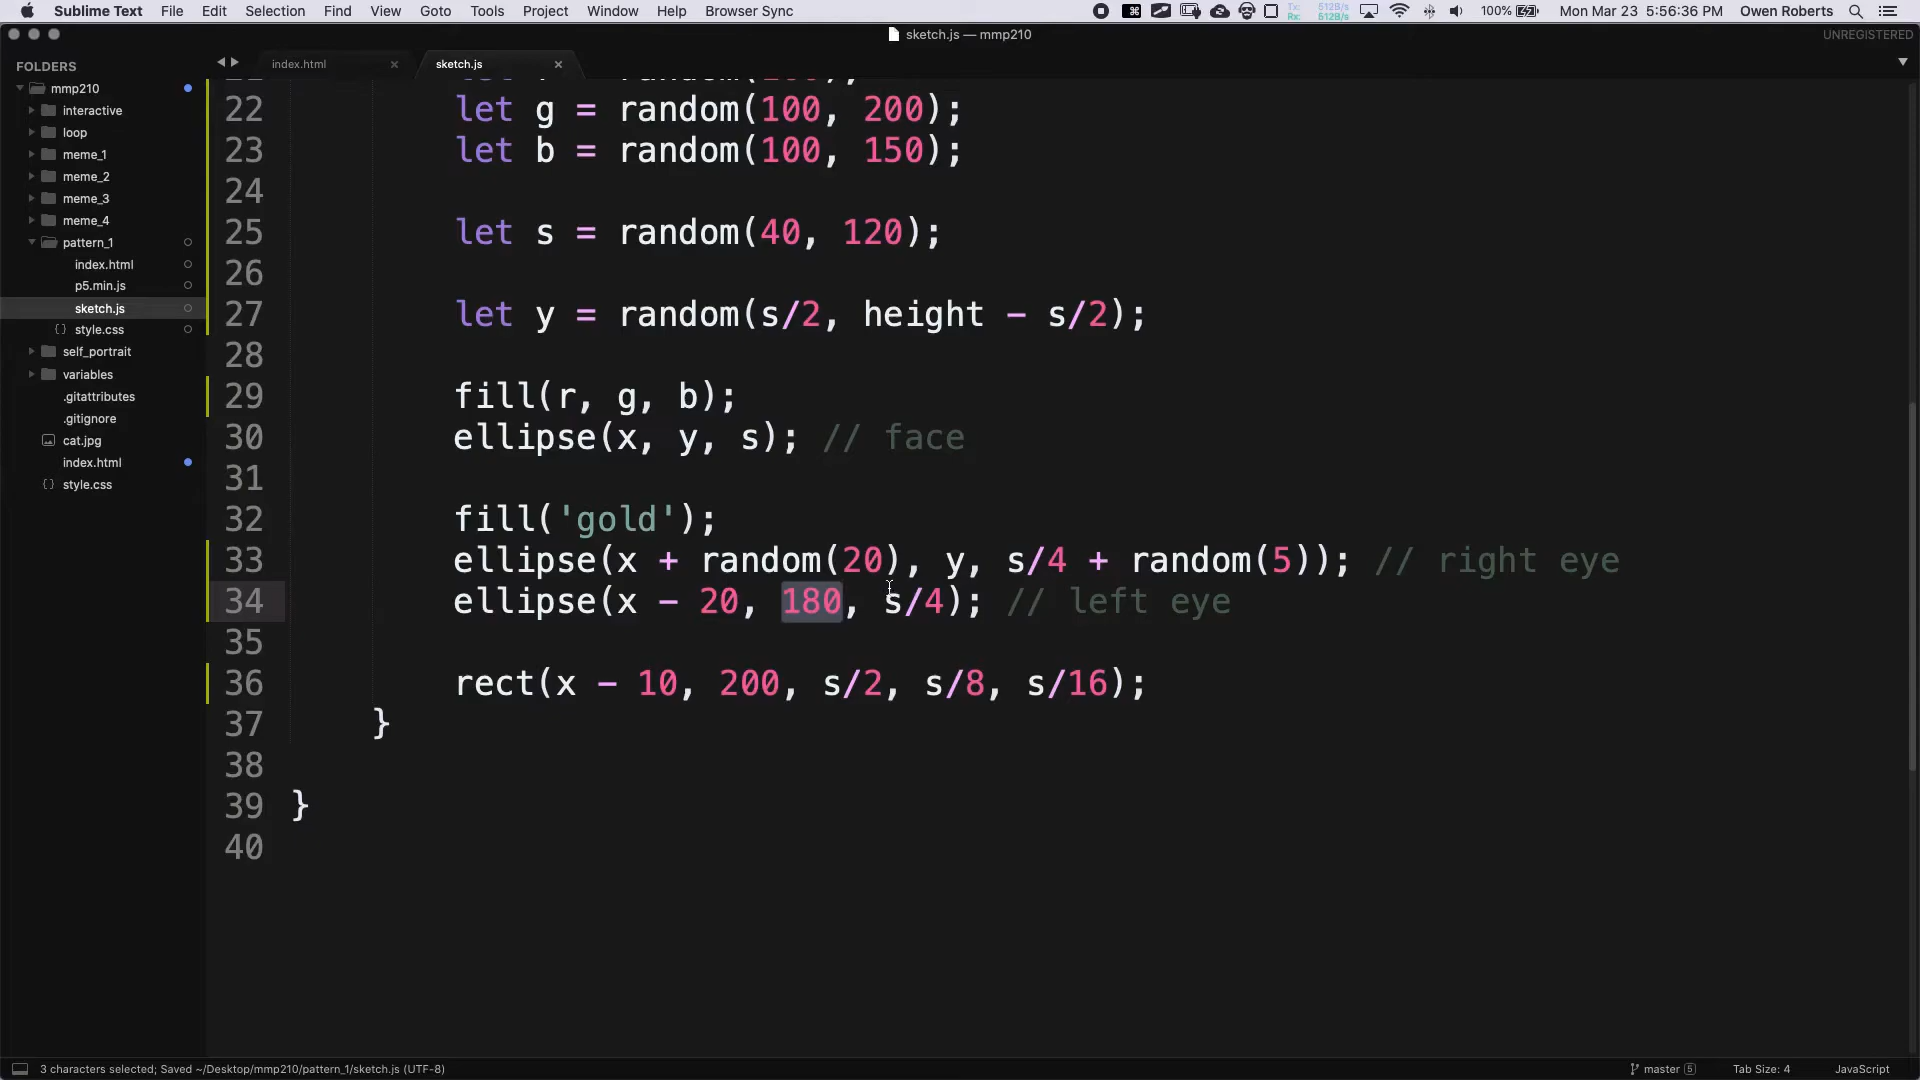 Sublime Text File Edit Selection Find View Goto Tools Project Window Help Browser Sync 100% Mon Mar 23 5:56:36 PM Owen Roberts
sketch.js — mmp210 UNREGISTERED
FOLDERS
mmp210
interactive
loop
meme_1
meme_2
meme_3
meme_4
pattern_1
index.html
p5.min.js
sketch.js
{} style.css
self_portrait
variables
.gitattributes
.gitignore
cat.jpg
index.html
{} style.css
index.html sketch.js
22 let g = random(100, 200);
23 let b = random(100, 150);
24
25 let s = random(40, 120);
26
27 let y = random(s/2, height - s/2);
28
29 fill(r, g, b);
30 ellipse(x, y, s); // face
31
32 fill('gold');
33 ellipse(x + random(20), y, s/4 + random(5)); // right eye
34 ellipse(x - 20, 180, s/4); // left eye
35
36 rect(x - 10, 200, s/2, s/8, s/16);
37 }
38
39 }
40
3 characters selected; Saved ~/Desktop/mmp210/pattern_1/sketch.js (UTF-8) master 5 Tab Size: 4 JavaScript